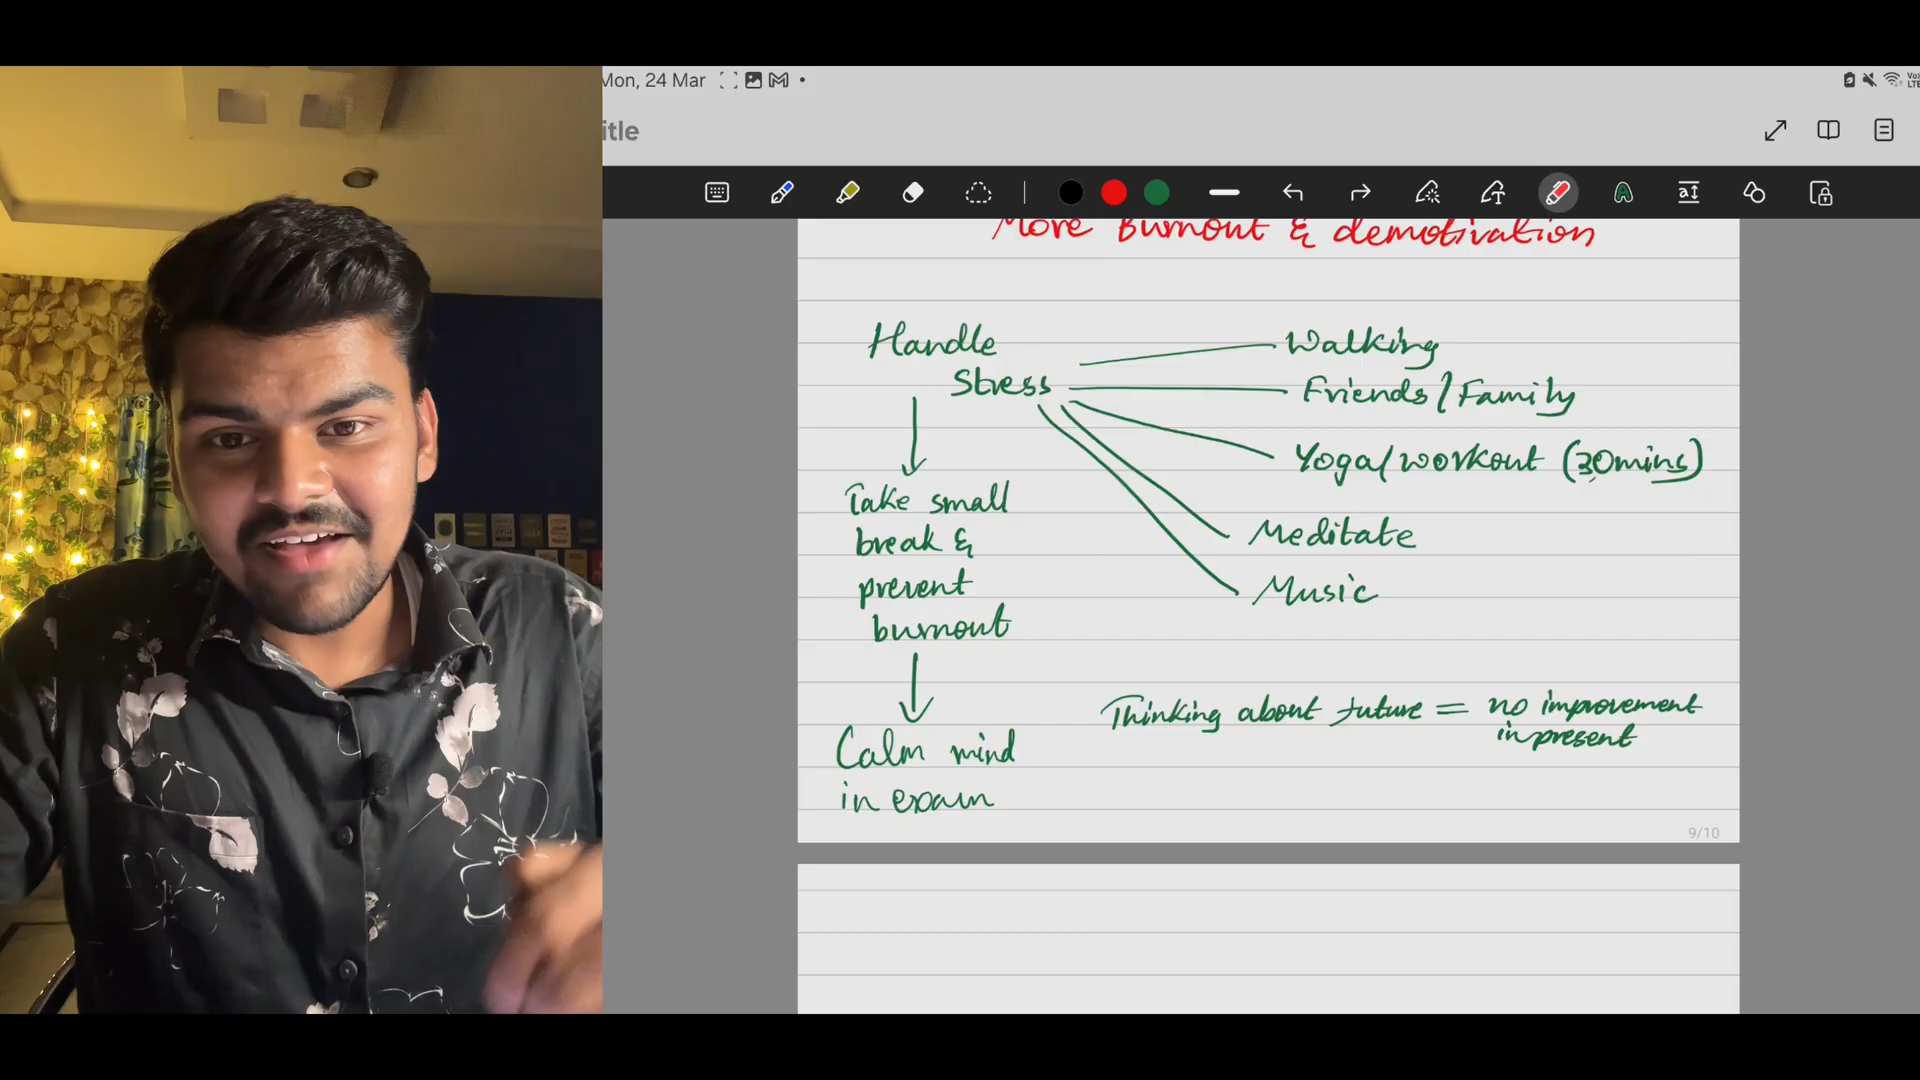 Mon, 24 Mar
itle
More Burnout & demotivation
Handle
Stress
Walking
Friends/Family
Yoga/workout (30mins)
Meditate
Music
Take small
break &
prevent
burnout
Calm mind
in exam
Thinking about future = no improvement
in present
9/10